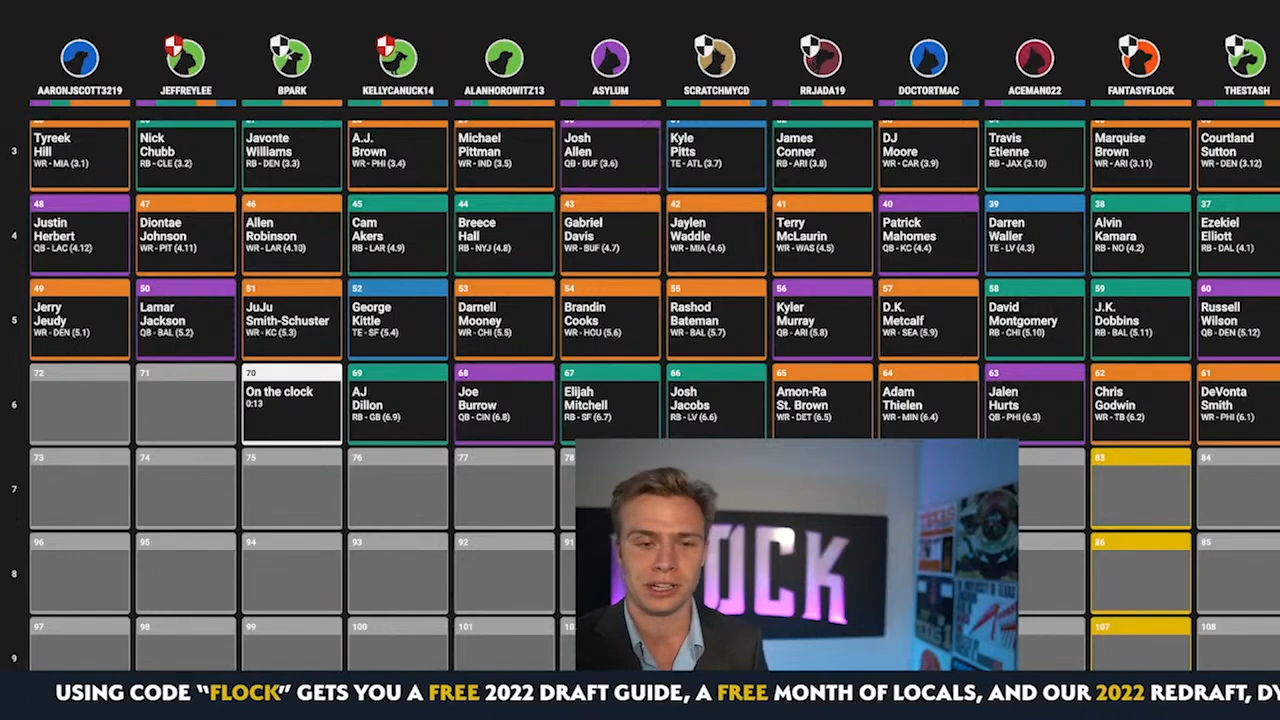 AARONJSCOTT3219 JEFFREYLEE BPARK KELLYCANUCK14 ALANHOROWITZ13 ASYLUM SCRATCHMYCD RRJADA19 DOCTORTMAC ACEMAN022 FANTASYFLOCK THESTASH
3
Tyreek Nick Javonte A.J. Michael Josh Kyle James DJ Travis Marquise Courtland
Hill Chubb Williams Brown Pittman Allen Pitts Conner Moore Etienne Brown Sutton
WR - MIA (3.1) RB - CLE (3.2) RB - DEN (3.3) WR - PHI (3.4) WR - IND (3.5) QB - BUF (3.6) TE - ATL (3.7) RB - ARI (3.8) WR - CAR (3.9) RB - JAX (3.10) WR - ARI (3.11) WR - DEN (3.12)
48 47 46 45 44 43 42 41 40 39 38 37
4
Justin Diontae Allen Cam Breece Gabriel Jaylen Terry Patrick Darren Alvin Ezekiel
Herbert Johnson Robinson Akers Hall Davis Waddle McLaurin Mahomes Waller Kamara Elliott
QB - LAC (4.12) WR - PIT (4.11) WR - LAR (4.10) RB - LAR (4.9) RB - NYJ (4.8) WR - BUF (4.7) WR - MIA (4.6) WR - WAS (4.5) QB - KC (4.4) TE - LV (4.3) RB - NO (4.2) RB - DAL (4.1)
49 50 51 52 53 54 55 56 57 58 59 60
5
Jerry Lamar JuJu George Darnell Brandin Rashod Kyler D.K. David J.K. Russell
Jeudy Jackson Smith-Schuster Kittle Mooney Cooks Bateman Murray Metcalf Montgomery Dobbins Wilson
WR - DEN (5.1) QB - BAL (5.2) WR - KC (5.3) TE - SF (5.4) WR - CHI (5.5) WR - HOU (5.6) WR - BAL (5.7) QB - ARI (5.8) WR - SEA (5.9) RB - CHI (5.10) RB - BAL (5.11) QB - DEN (5.12)
72 71 70 69 68 67 66 65 64 63 62 61
6
On the clock AJ Joe Elijah Josh Amon-Ra Adam Jalen Chris DeVonta
0:13 Dillon Burrow Mitchell Jacobs St. Brown Thielen Hurts Godwin Smith
RB - GB (6.9) QB - CIN (6.8) RB - SF (6.7) RB - LV (6.6) WR - DET (6.5) WR - MIN (6.4) QB - PHI (6.3) WR - TB (6.2) WR - PHI (6.1)
73 74 75 76 77 78 83 84
7
96 95 94 93 92 91 86 85
8
97 98 99 100 101 107 108
9
OCK
USING CODE “FLOCK” GETS YOU A FREE 2022 DRAFT GUIDE, A FREE MONTH OF LOCALS, AND OUR 2022 REDRAFT, DY